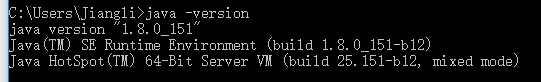 C:\Users\Jiangli>java -version
java version "1.8.0_151"
Java(TM) SE Runtime Environment (build 1.8.0_151-b12)
Java HotSpot(TM) 64-Bit Server VM (build 25.151-b12, mixed mode)